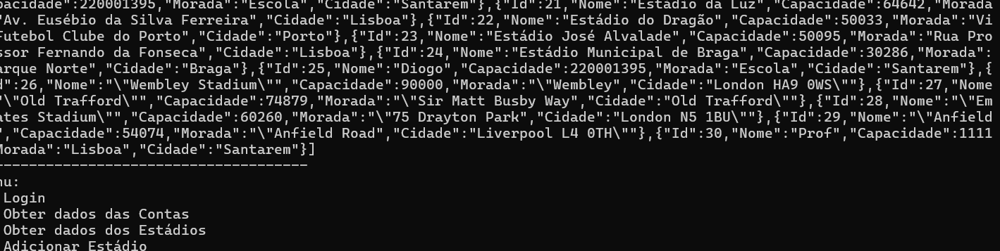 pacidade":220001395,"Morada":"Escola","Cidade":"Santarem"},{"Id":21,"Nome":"Estádio da Luz","Capacidade":64642,"Morada
"Av. Eusébio da Silva Ferreira","Cidade":"Lisboa"},{"Id":22,"Nome":"Estádio do Dragão","Capacidade":50033,"Morada":"Vi
Futebol Clube do Porto","Cidade":"Porto"},{"Id":23,"Nome":"Estádio José Alvalade","Capacidade":50095,"Morada":"Rua Pro
ssor Fernando da Fonseca","Cidade":"Lisboa"},{"Id":24,"Nome":"Estádio Municipal de Braga","Capacidade":30286,"Morada":
arque Norte","Cidade":"Braga"},{"Id":25,"Nome":"Diogo","Capacidade":220001395,"Morada":"Escola","Cidade":"Santarem"},{
d":26,"Nome":"\"Wembley Stadium\"","Capacidade":90000,"Morada":"\"Wembley","Cidade":"London HA9 0WS\""},{"Id":27,"Nome
"\"Old Trafford\"","Capacidade":74879,"Morada":"\"Sir Matt Busby Way","Cidade":"Old Trafford\""},{"Id":28,"Nome":"\"Em
ates Stadium\"","Capacidade":60260,"Morada":"\"75 Drayton Park","Cidade":"London N5 1BU\""},{"Id":29,"Nome":"\"Anfield
","Capacidade":54074,"Morada":"\"Anfield Road","Cidade":"Liverpool L4 0TH\""},{"Id":30,"Nome":"Prof","Capacidade":1111
Morada":"Lisboa","Cidade":"Santarem"}]
-------------------------------------
nu:
Login
Obter dados das Contas
Obter dados dos Estádios
Adicionar Estádio